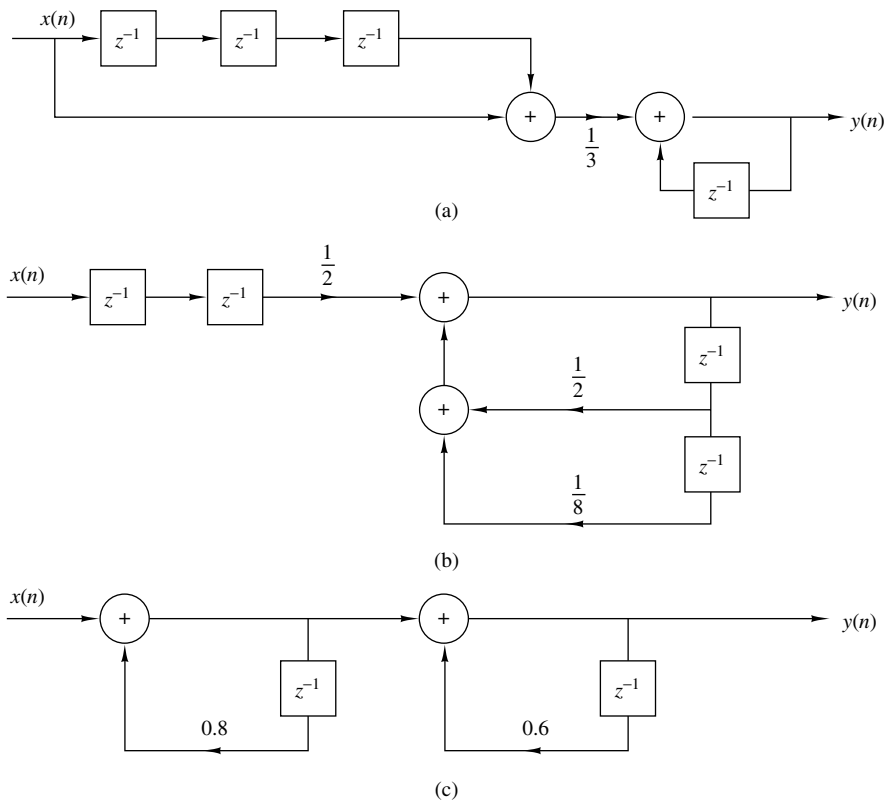 x(n)
z⁻¹ z⁻¹ z⁻¹
+ 1/3 + y(n)
z⁻¹
(a)
x(n) z⁻¹ z⁻¹ 1/2 + y(n)
z⁻¹
+ 1/2
z⁻¹
1/8
(b)
x(n) + + y(n)
z⁻¹ z⁻¹
0.8 0.6
(c)